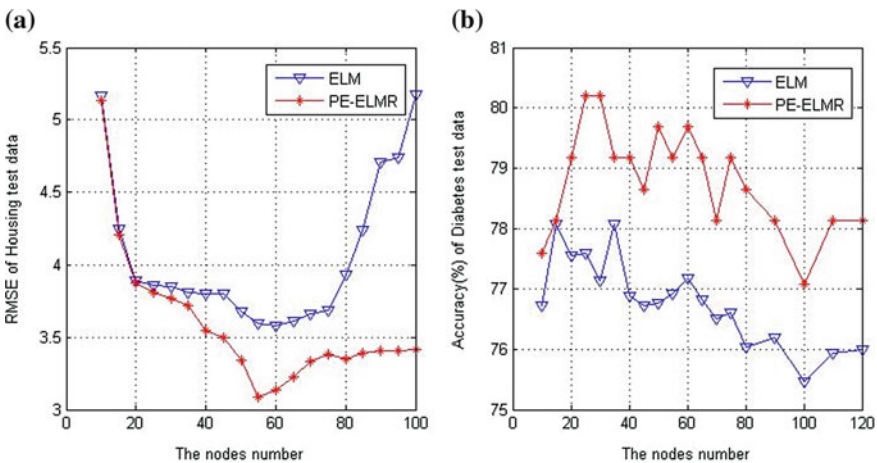 (a)
RMSE of Housing test data
5.5
5
4.5
4
3.5
3
0 20 40 60 80 100
The nodes number
ELM
PE-ELMR
(b)
Accuracy(%) of Diabetes test data
81
80
79
78
77
76
75
0 20 40 60 80 100 120
The nodes number
ELM
PE-ELMR